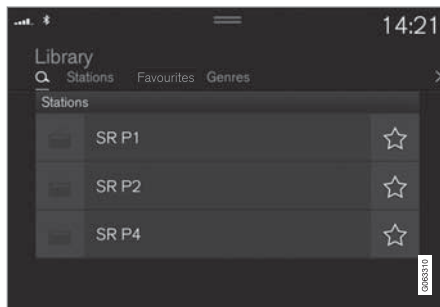 14:21
Library
Stations Favourites Genres
Stations
SR P1
SR P2
SR P4
G063310